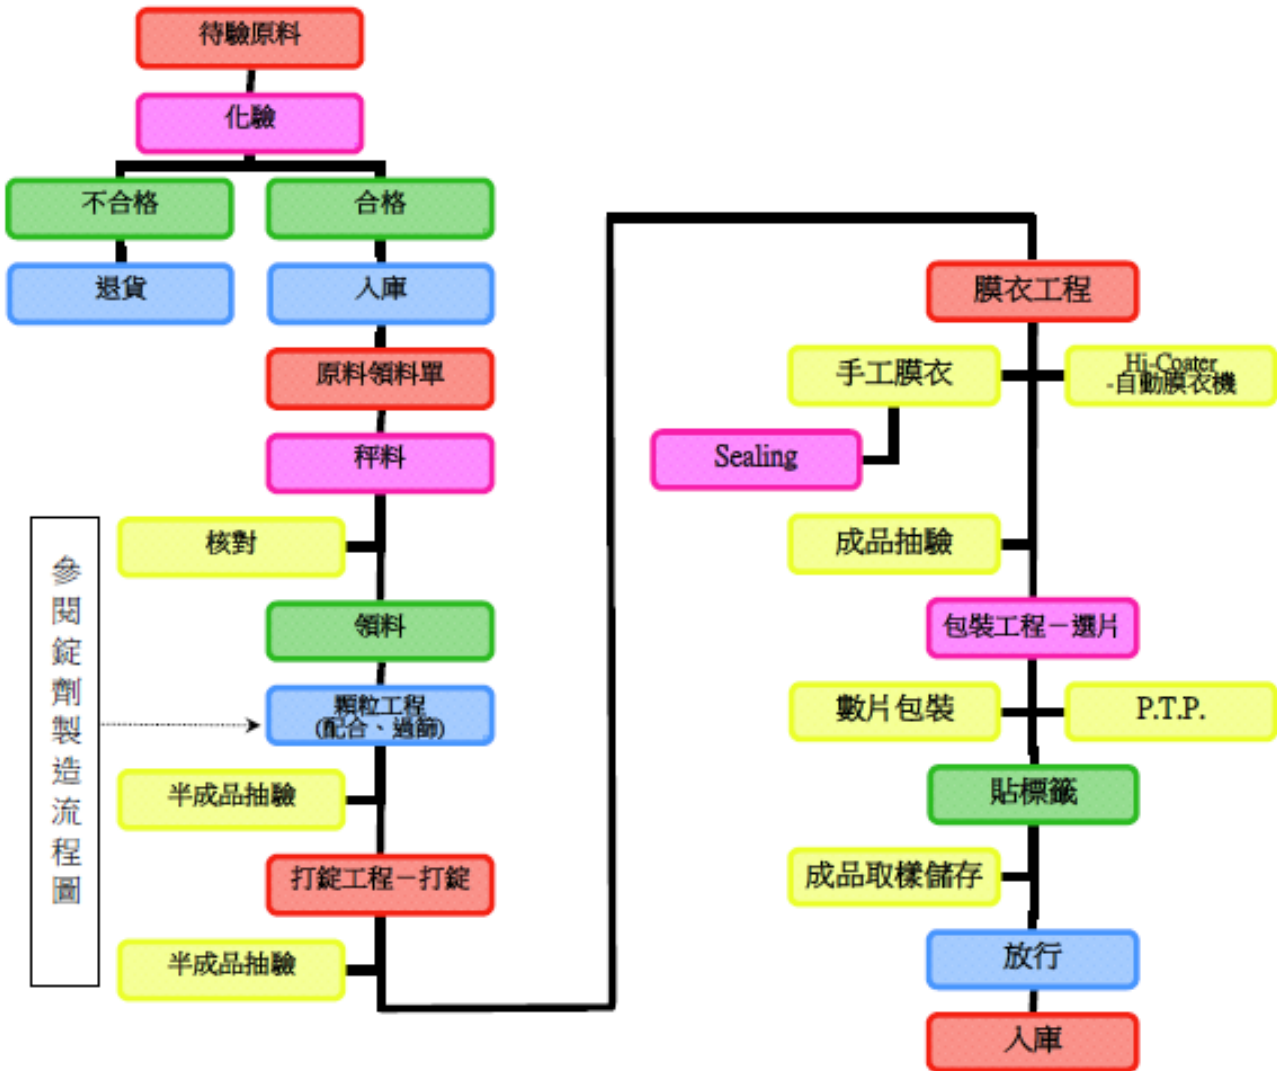 待驗原料
化驗
不合格
合格
退貨
入庫
原料領料單
秤料
核對
領料
顆粒工程
(配合、過篩)
半成品抽驗
打錠工程－打錠
半成品抽驗
參閱錠劑製造流程圖
膜衣工程
手工膜衣
Hi-Coater
-自動膜衣機
Sealing
成品抽驗
包裝工程－選片
數片包裝
P.T.P.
貼標籤
成品取樣儲存
放行
入庫